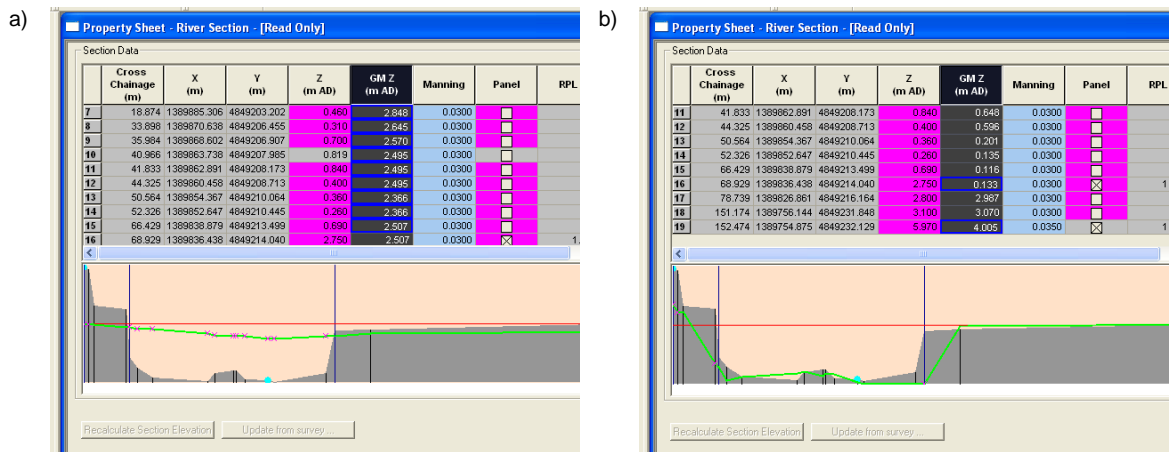 a)
Property Sheet - River Section - [Read Only]
Section Data
Cross Chainage (m) X (m) Y (m) Z (m AD) GM Z (m AD) Manning Panel RPL
7 18.874 1389885.306 4849203.202 0.460 2.848 0.0300
8 33.898 1389870.638 4849206.455 0.310 2.645 0.0300
9 35.984 1389868.602 4849206.907 0.700 2.570 0.0300
10 40.966 1389863.738 4849207.985 0.819 2.495 0.0300
11 41.833 1389862.891 4849208.173 0.840 2.495 0.0300
12 44.325 1389860.458 4849208.713 0.400 2.495 0.0300
13 50.564 1389854.367 4849210.064 0.360 2.366 0.0300
14 52.326 1389852.647 4849210.445 0.260 2.366 0.0300
15 66.429 1389838.879 4849213.499 0.690 2.507 0.0300
16 68.929 1389836.438 4849214.040 2.750 2.507 0.0300 1.
Recalculate Section Elevation Update from survey ...
b)
Property Sheet - River Section - [Read Only]
Section Data
Cross Chainage (m) X (m) Y (m) Z (m AD) GM Z (m AD) Manning Panel RPL
11 41.833 1389862.891 4849208.173 0.840 0.648 0.0300
12 44.325 1389860.458 4849208.713 0.400 0.596 0.0300
13 50.564 1389854.367 4849210.064 0.360 0.201 0.0300
14 52.326 1389852.647 4849210.445 0.260 0.135 0.0300
15 66.429 1389838.879 4849213.499 0.690 0.116 0.0300
16 68.929 1389836.438 4849214.040 2.750 0.133 0.0300 1
17 78.739 1389826.861 4849216.164 2.800 2.987 0.0300
18 151.174 1389756.144 4849231.848 3.100 3.070 0.0300
19 152.474 1389754.875 4849232.129 5.970 4.005 0.0350 1
Recalculate Section Elevation Update from survey ...